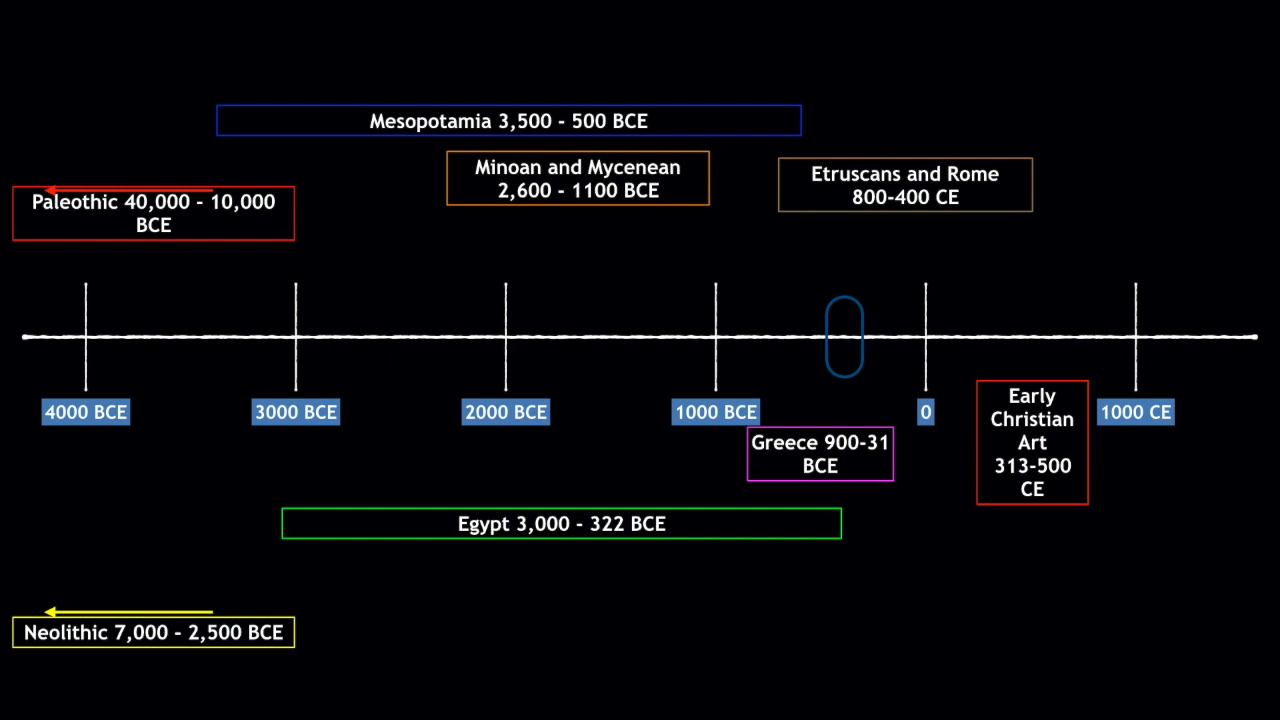 Mesopotamia 3,500 - 500 BCE
Minoan and Mycenean
2,600 - 1100 BCE
Etruscans and Rome
800-400 CE
Paleothic 40,000 - 10,000
BCE
4000 BCE
3000 BCE
2000 BCE
1000 BCE
0
1000 CE
Early
Christian
Art
313-500
CE
Greece 900-31
BCE
Egypt 3,000 - 322 BCE
Neolithic 7,000 - 2,500 BCE